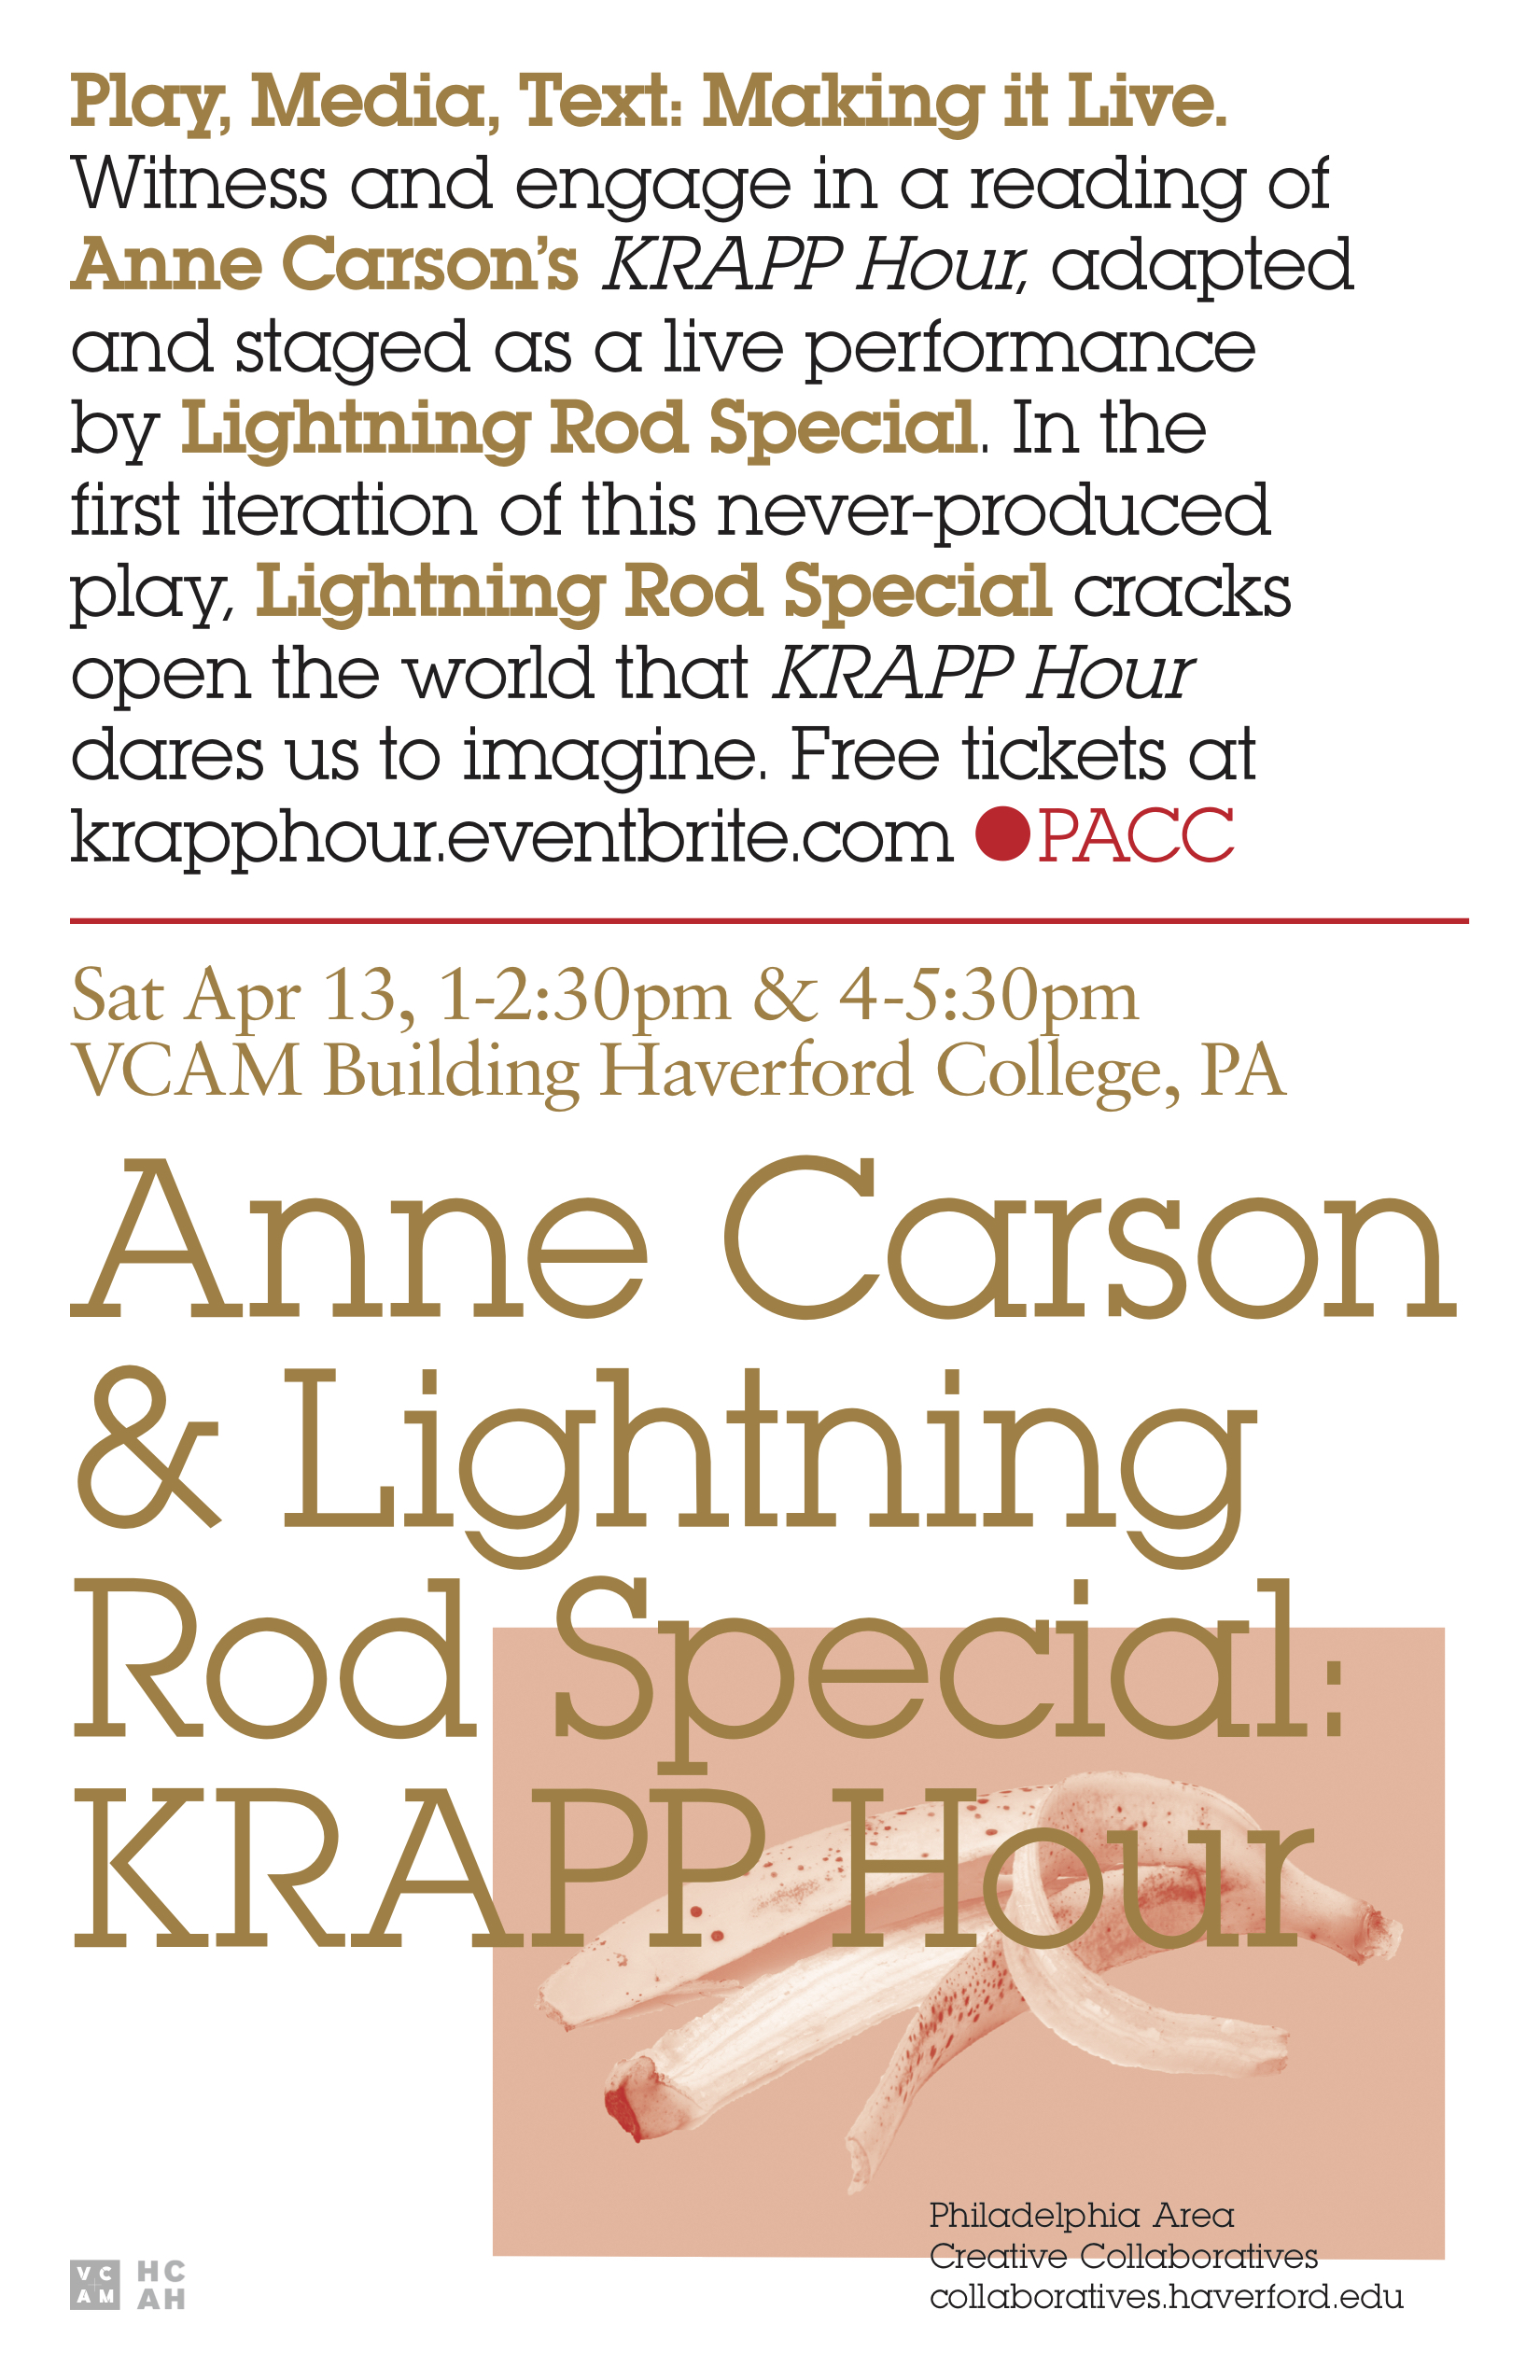 Play, Media, Text: Making it Live.
Witness and engage in a reading of
Anne Carson’s KRAPP Hour, adapted
and staged as a live performance
by Lightning Rod Special. In the
first iteration of this never-produced
play, Lightning Rod Special cracks
open the world that KRAPP Hour
dares us to imagine. Free tickets at
krapphour.eventbrite.com ●PACC
Sat Apr 13, 1-2:30pm & 4-5:30pm
VCAM Building Haverford College, PA
Anne Carson
& Lightning
Rod Special:
KRAPP Hour
Philadelphia Area
Creative Collaboratives
collaboratives.haverford.edu
VC
AM
HC
AH